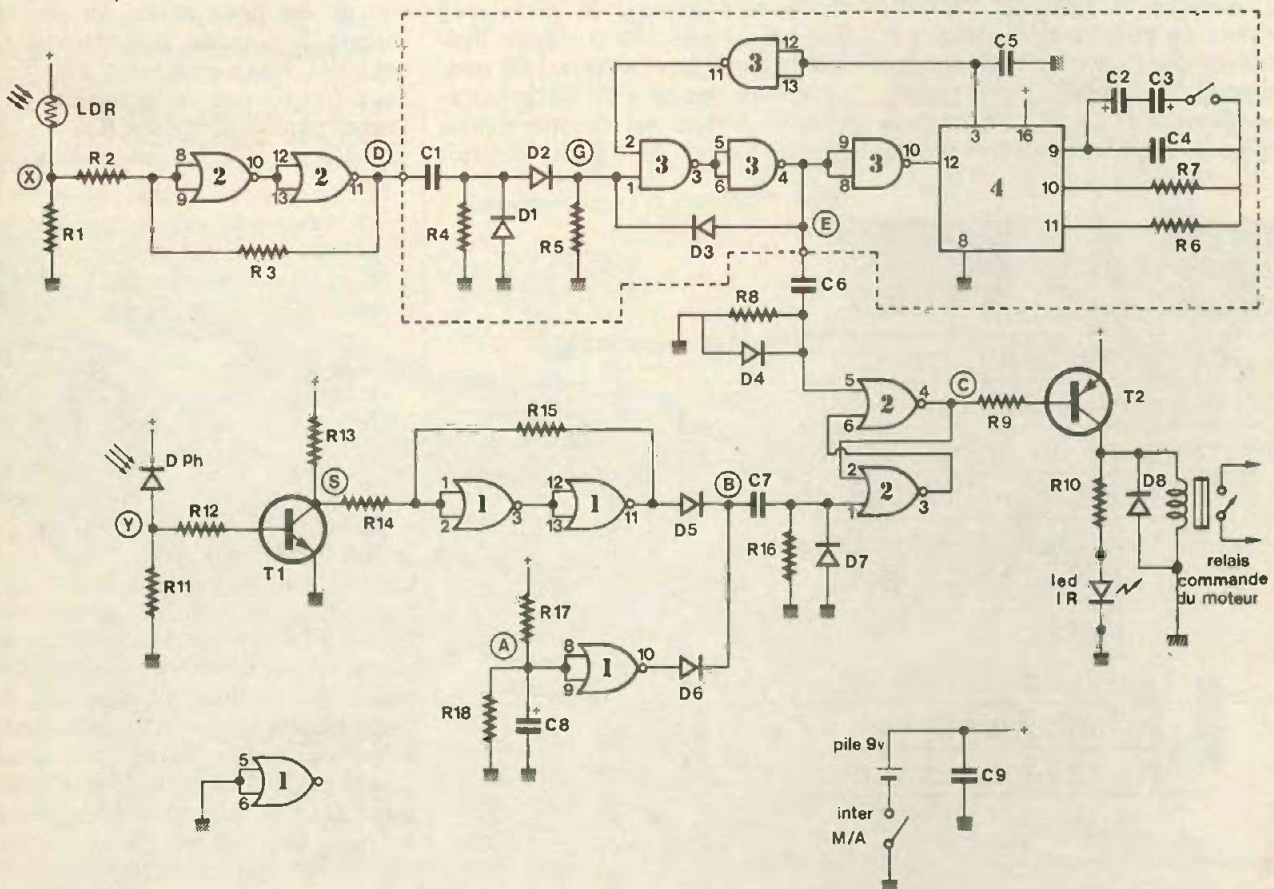 12
11 3 13
C5
+
+
LDR
C2 C3
+ +
3 16
X R2 8 10 12 D C1 D2 G 2 5 9 9 C4
2 2 3 3 3 10 12 4
9 13 11 1 3 6 4 8 10 R7
R1 R4 D1 R5 D3 E 11 R6
R3 8
C6
R8
D4
+
5 4 C R9 T2
2
6
+
R15
R13
D Ph
S 2
2
Y R12 R14 1 12 D5 B C7 1 3
1 1
2 3 13 11
T1
R10 D8
R11
R16 D7
relais
commande
du moteur
led
IR
+
R17
A 8 10 D6
1
9
R18 + C8
pile 9v +
C9
5
1
6
inter
M/A